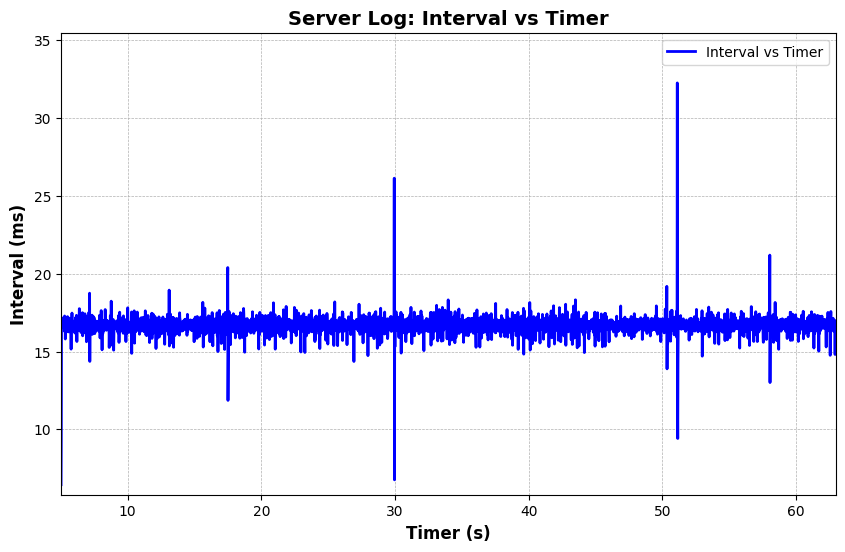 Server Log: Interval vs Timer
Interval vs Timer
35
30
25
20
15
10
Interval (ms)
10 20 30 40 50 60
Timer (s)